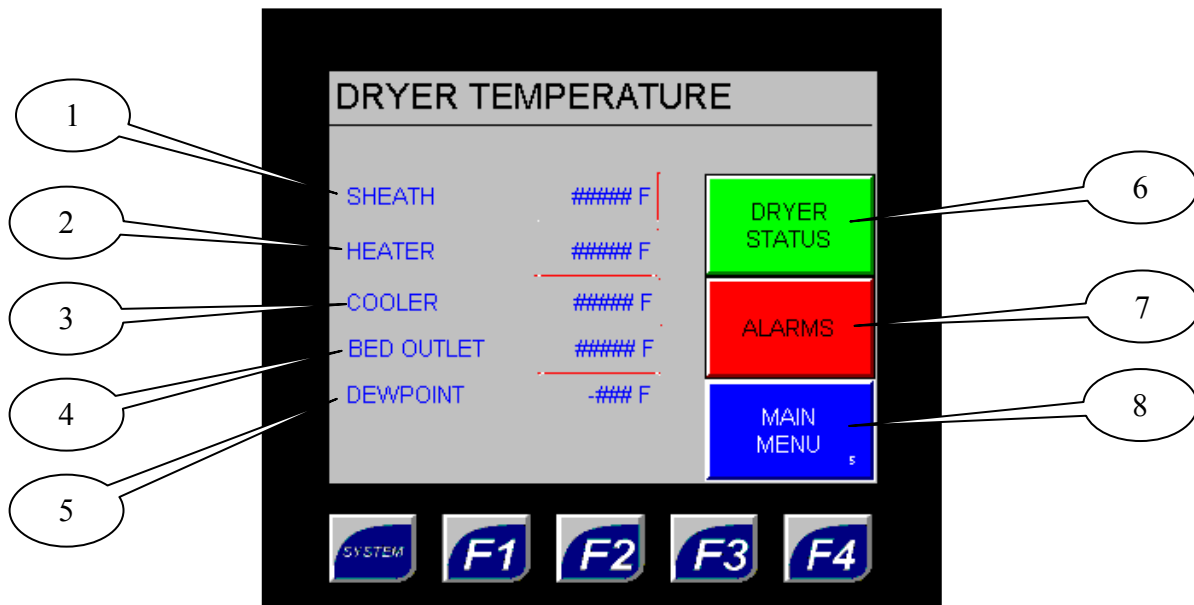 DRYER TEMPERATURE
1
SHEATH ##### F
2
HEATER ##### F
3
COOLER ##### F
4
BED OUTLET ##### F
5
DEWPOINT -### F
6
DRYER
STATUS
7
ALARMS
8
MAIN
MENU
5
SYSTEM F1 F2 F3 F4